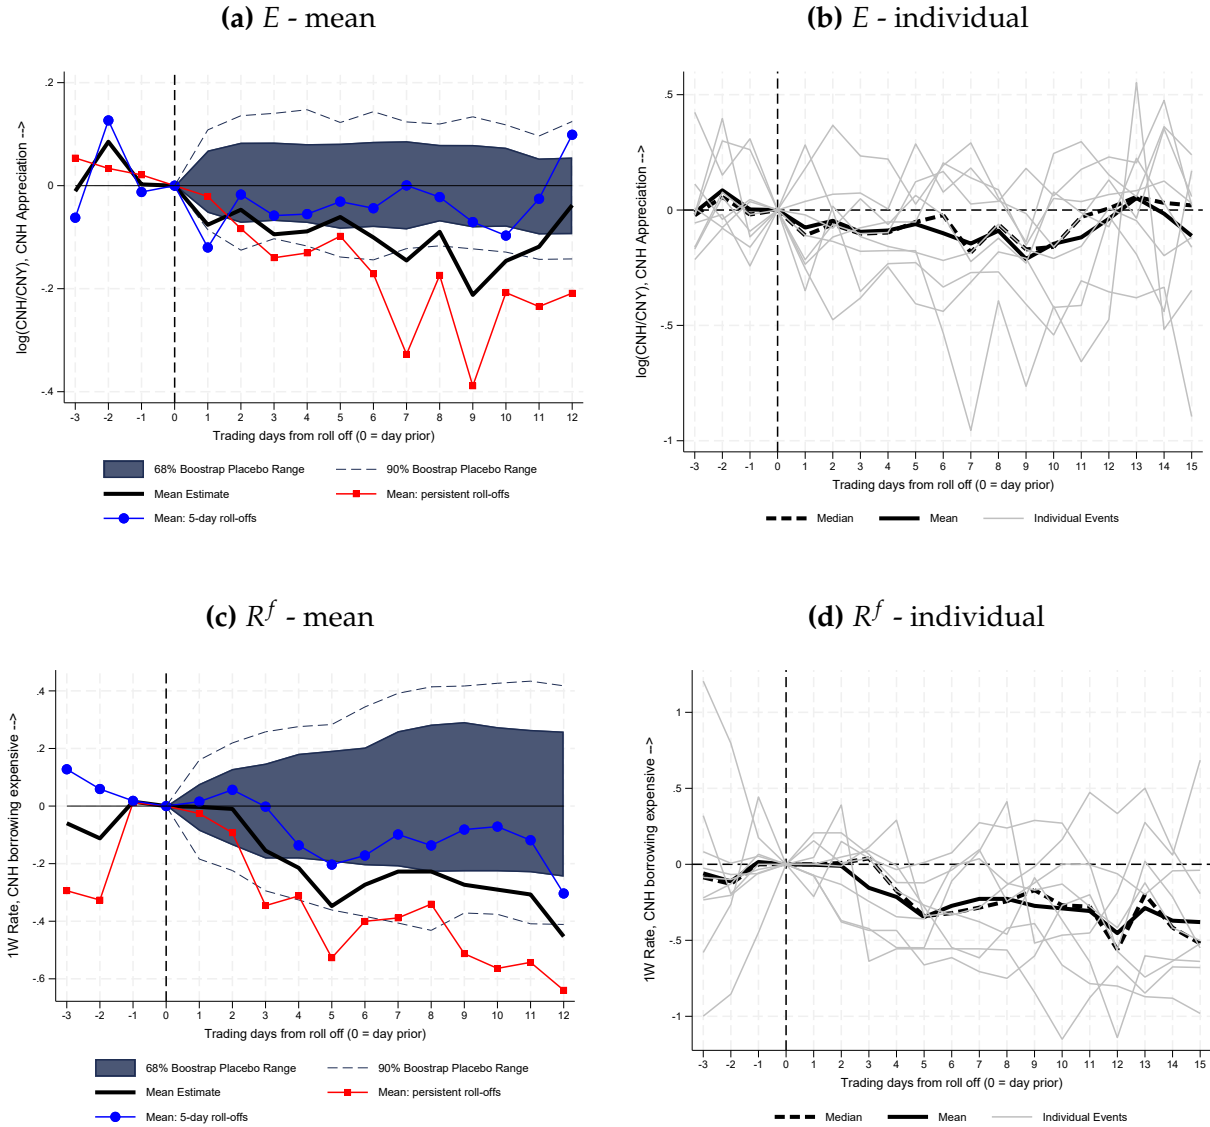 (a) E - mean
.2
.1
0
-.2
-.4
log(CNH/CNY), CNH Appreciation -->
-3 -2 -1 0 1 2 3 4 5 6 7 8 9 10 11 12
Trading days from roll off (0 = day prior)
68% Boostrap Placebo Range
90% Boostrap Placebo Range
Mean Estimate
Mean: persistent roll-offs
Mean: 5-day roll-offs
(b) E - individual
.5
0
-.5
-1
log(CNH/CNY), CNH Appreciation -->
-3 -2 -1 0 1 2 3 4 5 6 7 8 9 10 11 12 13 14 15
Trading days from roll off (0 = day prior)
Median
Mean
Individual Events
(c) R^f - mean
.4
.2
0
-.2
-.4
-.6
1W Rate, CNH borrowing expensive -->
-3 -2 -1 0 1 2 3 4 5 6 7 8 9 10 11 12
Trading days from roll off (0 = day prior)
68% Boostrap Placebo Range
90% Boostrap Placebo Range
Mean Estimate
Mean: persistent roll-offs
Mean: 5-day roll-offs
(d) R^f - individual
1
.5
0
-.5
-1
1W Rate, CNH borrowing expensive -->
-3 -2 -1 0 1 2 3 4 5 6 7 8 9 10 11 12 13 14 15
Trading days from roll off (0 = day prior)
Median
Mean
Individual Events